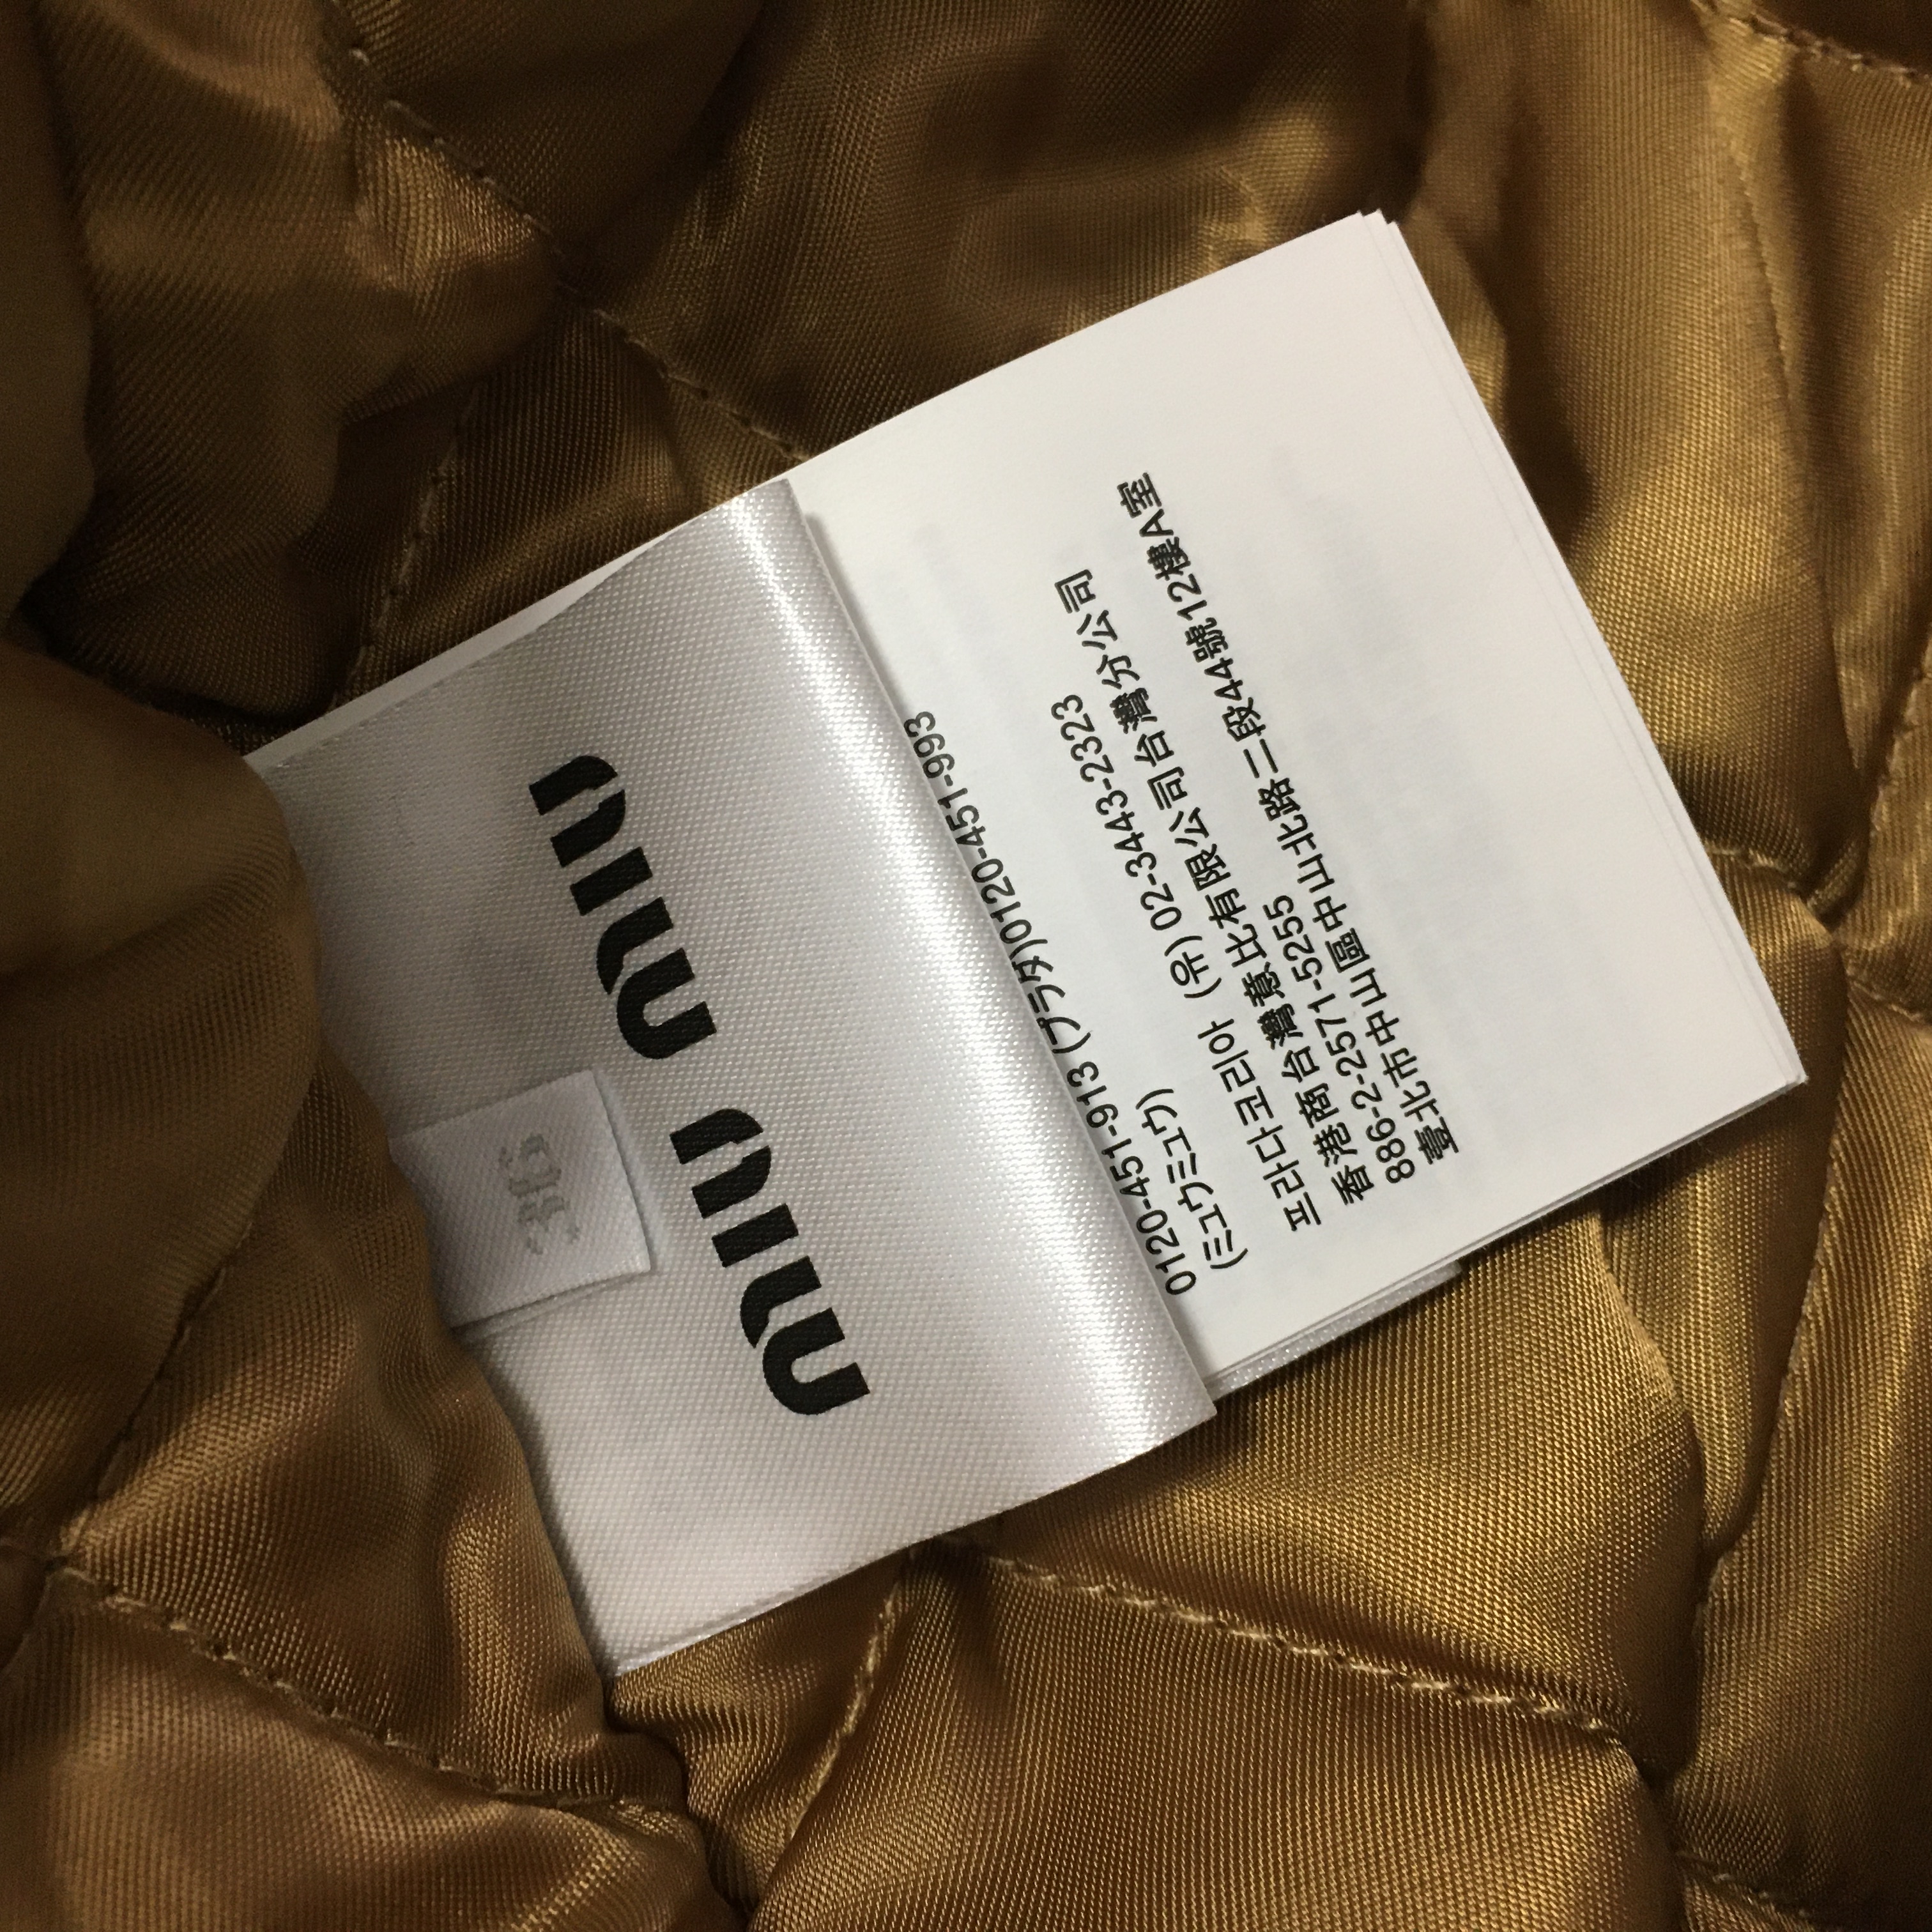 miu miu
36
0120-451-913 (プラダ)0120-451-993
(ミュウミュウ)
프라다코리아 (유) 02-3443-2323
香港商台灣意比有限公司台灣分公司
886-2-2571-5255
臺北市中山區中山北路二段44號12樓A室